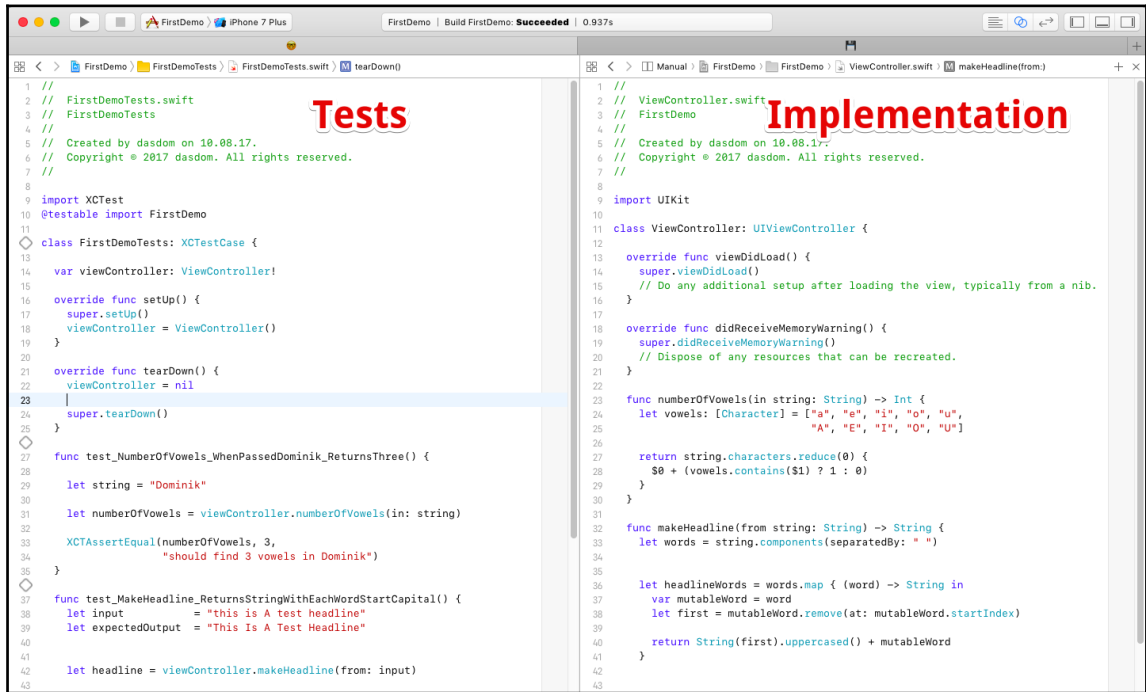 FirstDemo > iPhone 7 Plus
FirstDemo | Build FirstDemo: Succeeded | 0.937s
FirstDemo > FirstDemoTests > FirstDemoTests.swift > M tearDown()
Tests
1 //
2 //  FirstDemoTests.swift
3 //  FirstDemoTests
4 //
5 //  Created by dasdom on 10.08.17.
6 //  Copyright © 2017 dasdom. All rights reserved.
7 //
8
9 import XCTest
10 @testable import FirstDemo
11
class FirstDemoTests: XCTestCase {
13
14   var viewController: ViewController!
15
16   override func setUp() {
17     super.setUp()
18     viewController = ViewController()
19   }
20
21   override func tearDown() {
22     viewController = nil
23
24     super.tearDown()
25   }
27   func test_NumberOfVowels_WhenPassedDominik_ReturnsThree() {
28
29     let string = "Dominik"
30
31     let numberOfVowels = viewController.numberOfVowels(in: string)
32
33     XCTAssertEqual(numberOfVowels, 3,
34                    "should find 3 vowels in Dominik")
35   }
37   func test_MakeHeadline_ReturnsStringWithEachWordStartCapital() {
38     let input           = "this is A test headline"
39     let expectedOutput  = "This Is A Test Headline"
40
41
42     let headline = viewController.makeHeadline(from: input)
43
Manual > FirstDemo > FirstDemo > ViewController.swift > M makeHeadline(from:)
Implementation
1 //
2 //  ViewController.swift
3 //  FirstDemo
4 //
5 //  Created by dasdom on 10.08.17.
6 //  Copyright © 2017 dasdom. All rights reserved.
7 //
8
9 import UIKit
10
11 class ViewController: UIViewController {
12
13   override func viewDidLoad() {
14     super.viewDidLoad()
15     // Do any additional setup after loading the view, typically from a nib.
16   }
17
18   override func didReceiveMemoryWarning() {
19     super.didReceiveMemoryWarning()
20     // Dispose of any resources that can be recreated.
21   }
22
23   func numberOfVowels(in string: String) -> Int {
24     let vowels: [Character] = ["a", "e", "i", "o", "u",
25                                "A", "E", "I", "O", "U"]
26
27     return string.characters.reduce(0) {
28       $0 + (vowels.contains($1) ? 1 : 0)
29     }
30   }
31
32   func makeHeadline(from string: String) -> String {
33     let words = string.components(separatedBy: " ")
34
35
36     let headlineWords = words.map { (word) -> String in
37       var mutableWord = word
38       let first = mutableWord.remove(at: mutableWord.startIndex)
39
40       return String(first).uppercased() + mutableWord
41     }
42
43